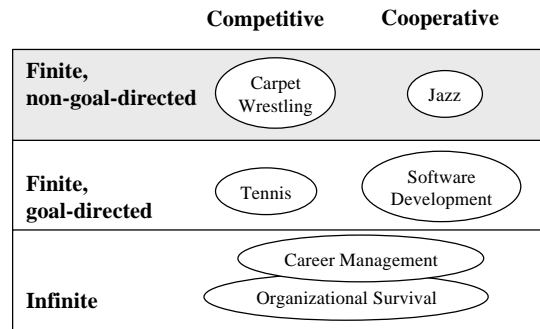 Competitive Cooperative
Finite,
non-goal-directed
Carpet
Wrestling
Jazz
Finite,
goal-directed
Tennis
Software
Development
Infinite
Career Management
Organizational Survival